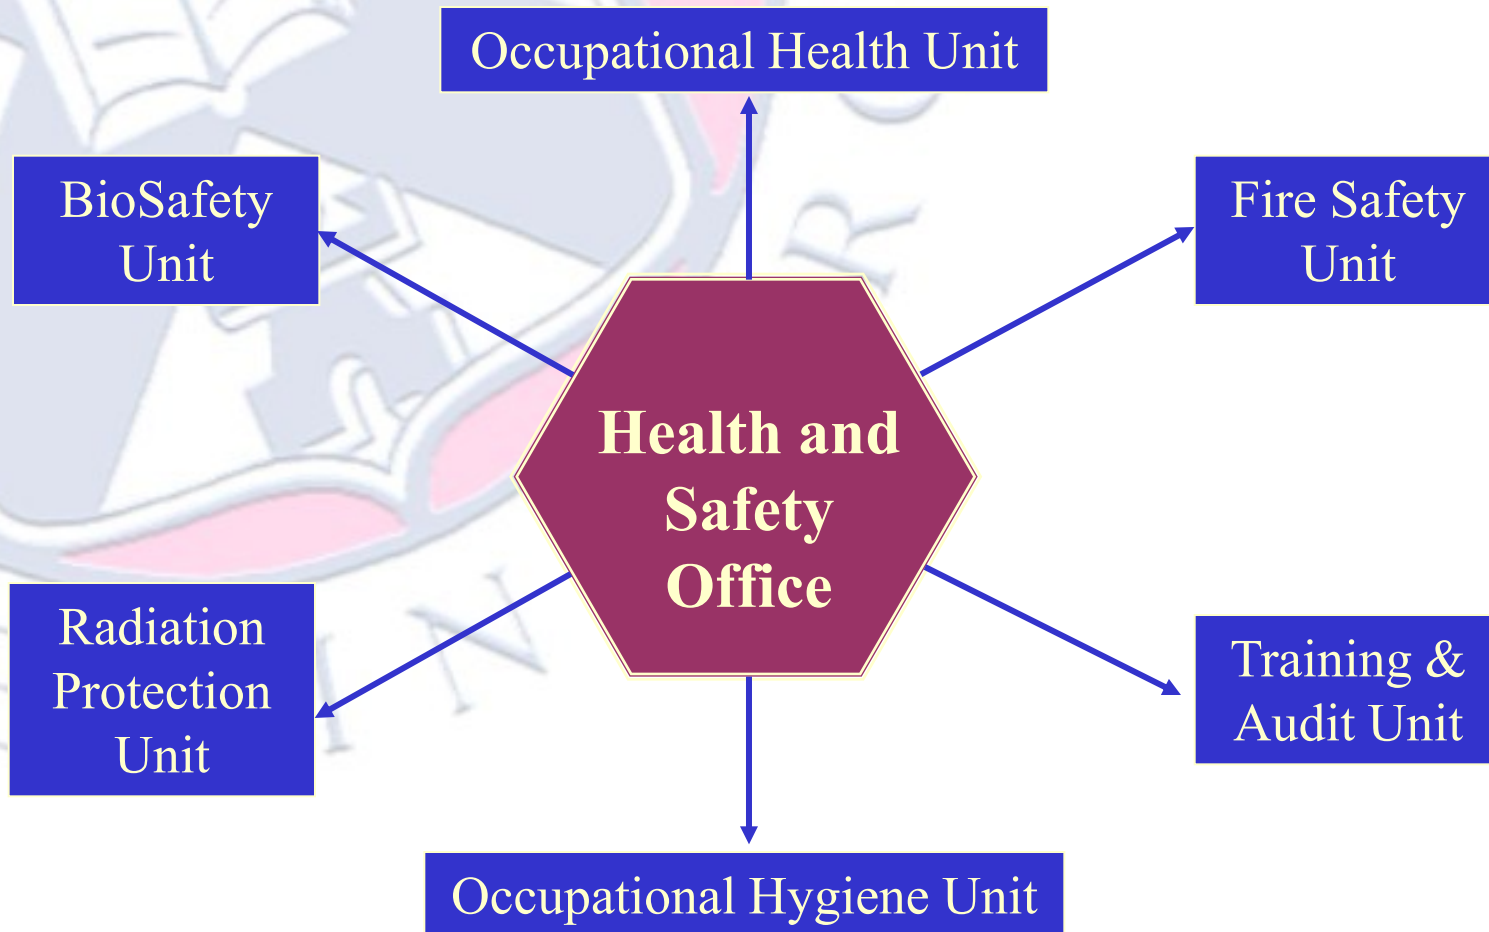 Occupational Health Unit
BioSafety
Unit
Fire Safety
Unit
Health and
Safety
Office
Radiation
Protection
Unit
Training &
Audit Unit
Occupational Hygiene Unit